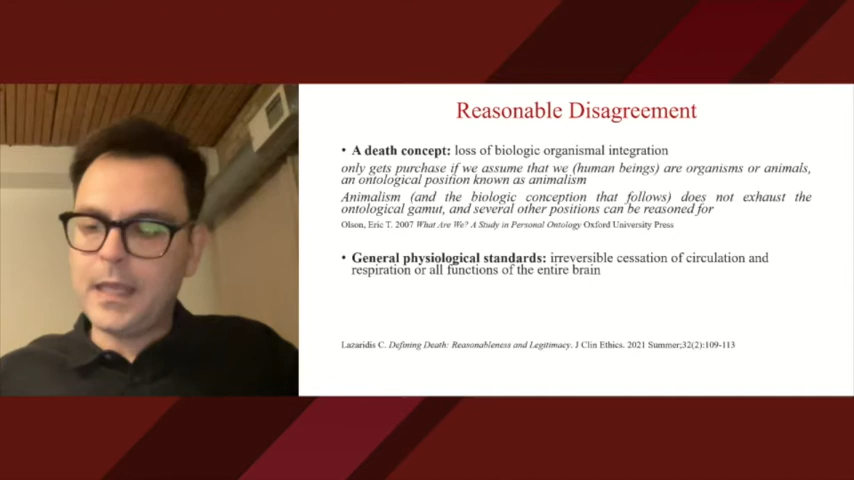 Reasonable Disagreement
• A death concept: loss of biologic organismal integration
only gets purchase if we assume that we (human beings) are organisms or animals,
an ontological position known as animalism
Animalism (and the biologic conception that follows) does not exhaust the
ontological gamut, and several other positions can be reasoned for
Olson, Eric T. 2007 What Are We? A Study in Personal Ontology Oxford University Press
• General physiological standards: irreversible cessation of circulation and
respiration or all functions of the entire brain
Lazaridis C. Defining Death: Reasonableness and Legitimacy. J Clin Ethics. 2021 Summer;32(2):109-113